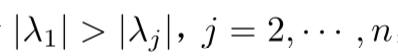 |λ₁| > |λⱼ|，j = 2, ⋯ , n